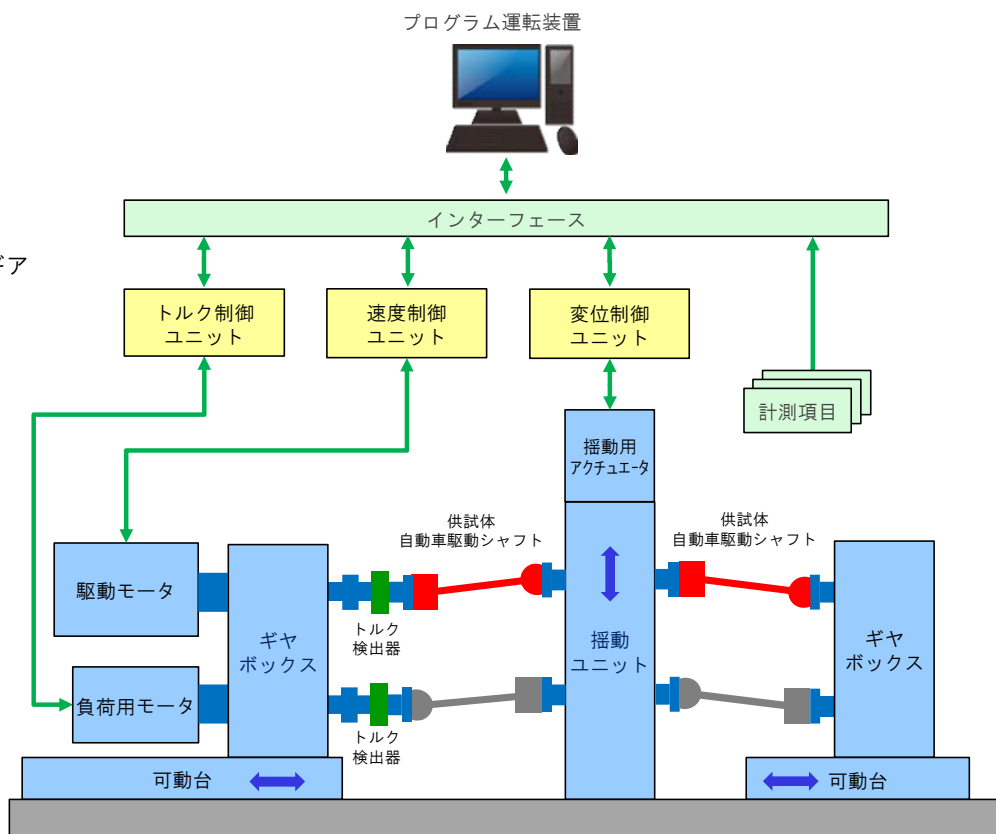 プログラム運転装置
インターフェース
ア
トルク制御
ユニット
速度制御
ユニット
変位制御
ユニット
計測項目
揺動用
アクチュエータ
供試体
自動車駆動シャフト
供試体
自動車駆動シャフト
駆動モータ
ギヤ
ボックス
トルク
検出器
揺動
ユニット
ギヤ
ボックス
負荷用モータ
トルク
検出器
可動台
可動台